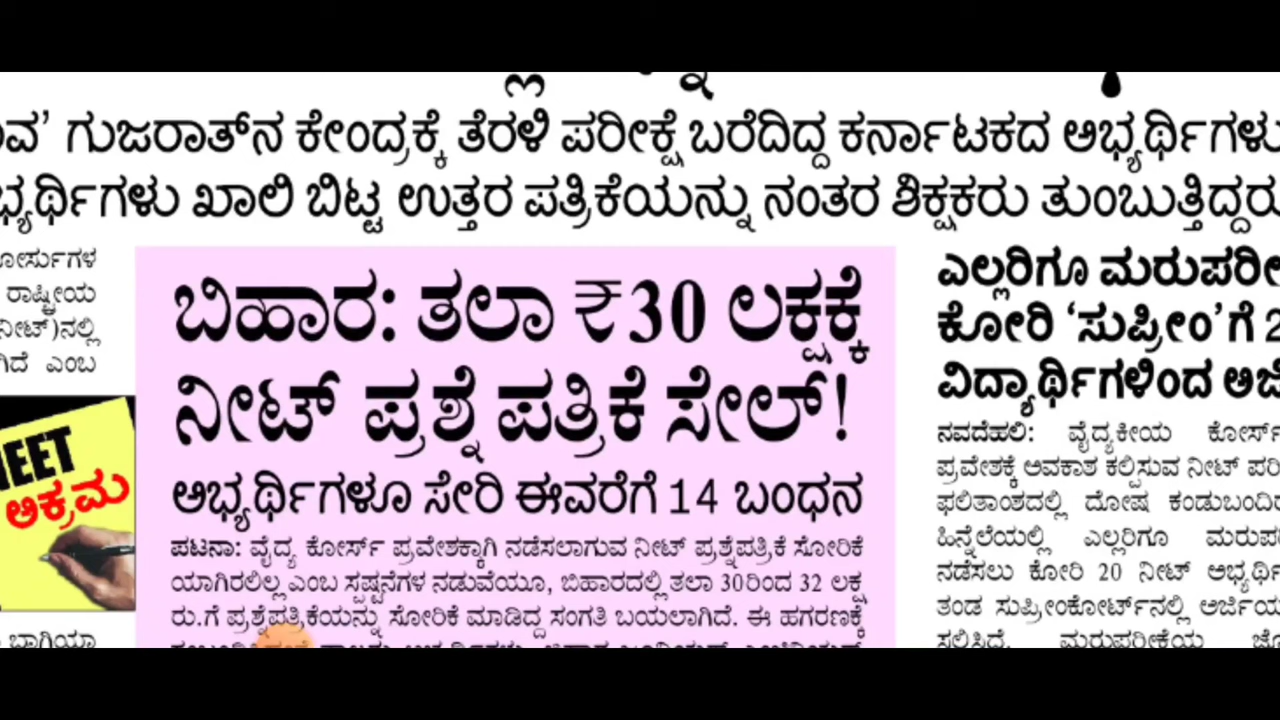 ಗುಜರಾತ್‌ನ ಕೇಂದ್ರಕ್ಕೆ ತೆರಳಿ ಪರೀಕ್ಷೆ ಬರೆದಿದ್ದ ಕರ್ನಾಟಕದ ಅಭ್ಯರ್ಥಿಗಳು
ಖಾಲಿ ಬಿಟ್ಟ ಉತ್ತರ ಪತ್ರಿಕೆಯನ್ನು ನಂತರ ಶಿಕ್ಷಕರು ತುಂಬುತ್ತಿದ್ದರು
ರಾಷ್ಟ್ರೀಯ
ನೀಟ್)ನಲ್ಲಿ
ಎಂಬ
NEET
ಅಕ್ರಮ
ಬಿಹಾರ: ತಲಾ ₹30 ಲಕ್ಷಕ್ಕೆ
ನೀಟ್ ಪ್ರಶ್ನೆ ಪತ್ರಿಕೆ ಸೇಲ್!
ಅಭ್ಯರ್ಥಿಗಳೂ ಸೇರಿ ಈವರೆಗೆ 14 ಬಂಧನ
ಪಟನಾ: ವೈದ್ಯ ಕೋರ್ಸ್ ಪ್ರವೇಶಕ್ಕಾಗಿ ನಡೆಸಲಾಗುವ ನೀಟ್ ಪ್ರಶ್ನೆಪತ್ರಿಕೆ ಸೋರಿಕೆ
ಯಾಗಿರಲಿಲ್ಲ ಎಂಬ ಸ್ಪಷ್ಟನೆಗಳ ನಡುವೆಯೂ, ಬಿಹಾರದಲ್ಲಿ ತಲಾ 30ರಿಂದ 32 ಲಕ್ಷ
ರು.ಗೆ ಪ್ರಶ್ನೆಪತ್ರಿಕೆಯನ್ನು ಸೋರಿಕೆ ಮಾಡಿದ್ದ ಸಂಗತಿ ಬಯಲಾಗಿದೆ. ಈ ಹಗರಣಕ್ಕೆ
ಎಲ್ಲರಿಗೂ ಮರುಪರೀ
ಕೋರಿ ‘ಸುಪ್ರೀಂ’ಗೆ 2
ವಿದ್ಯಾರ್ಥಿಗಳಿಂದ ಅರ್ಜಿ
ನವದೆಹಲಿ: ವೈದ್ಯಕೀಯ ಕೋರ್ಸ್
ಪ್ರವೇಶಕ್ಕೆ ಅವಕಾಶ ಕಲ್ಪಿಸುವ ನೀಟ್ ಪರೀ
ಫಲಿತಾಂಶದಲ್ಲಿ ದೋಷ ಕಂಡುಬಂದಿ
ಹಿನ್ನೆಲೆಯಲ್ಲಿ ಎಲ್ಲರಿಗೂ ಮರುಪ
ನಡೆಸಲು ಕೋರಿ 20 ನೀಟ್ ಅಭ್ಯರ್ಥಿ
ತಂಡ ಸುಪ್ರೀಂಕೋರ್ಟ್‌ನಲ್ಲಿ ಅರ್ಜಿಯ
ಸಲ್ಲಿಸಿದೆ. ಮರುಪರೀಕ್ಷೆಯ